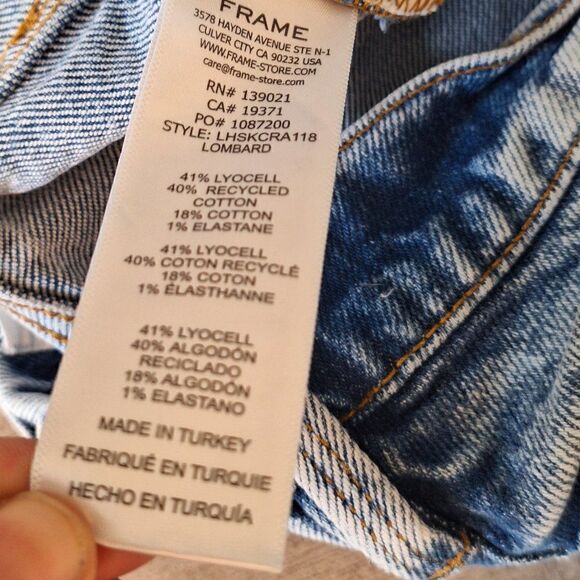 FRAME
3578 HAYDEN AVENUE STE N-1
CULVER CITY CA 90232 USA
WWW.FRAME-STORE.COM
care@frame-store.com
RN# 139021
CA# 19371
PO# 1087200
STYLE: LHSKCRA118
LOMBARD
41% LYOCELL
40% RECYCLED
COTTON
18% COTTON
1% ELASTANE
41% LYOCELL
40% COTON RECYCLÉ
18% COTON
1% ÉLASTHANNE
41% LYOCELL
40% ALGODÓN
RECICLADO
18% ALGODÓN
1% ELASTANO
MADE IN TURKEY
FABRIQUÉ EN TURQUIE
HECHO EN TURQUÍA